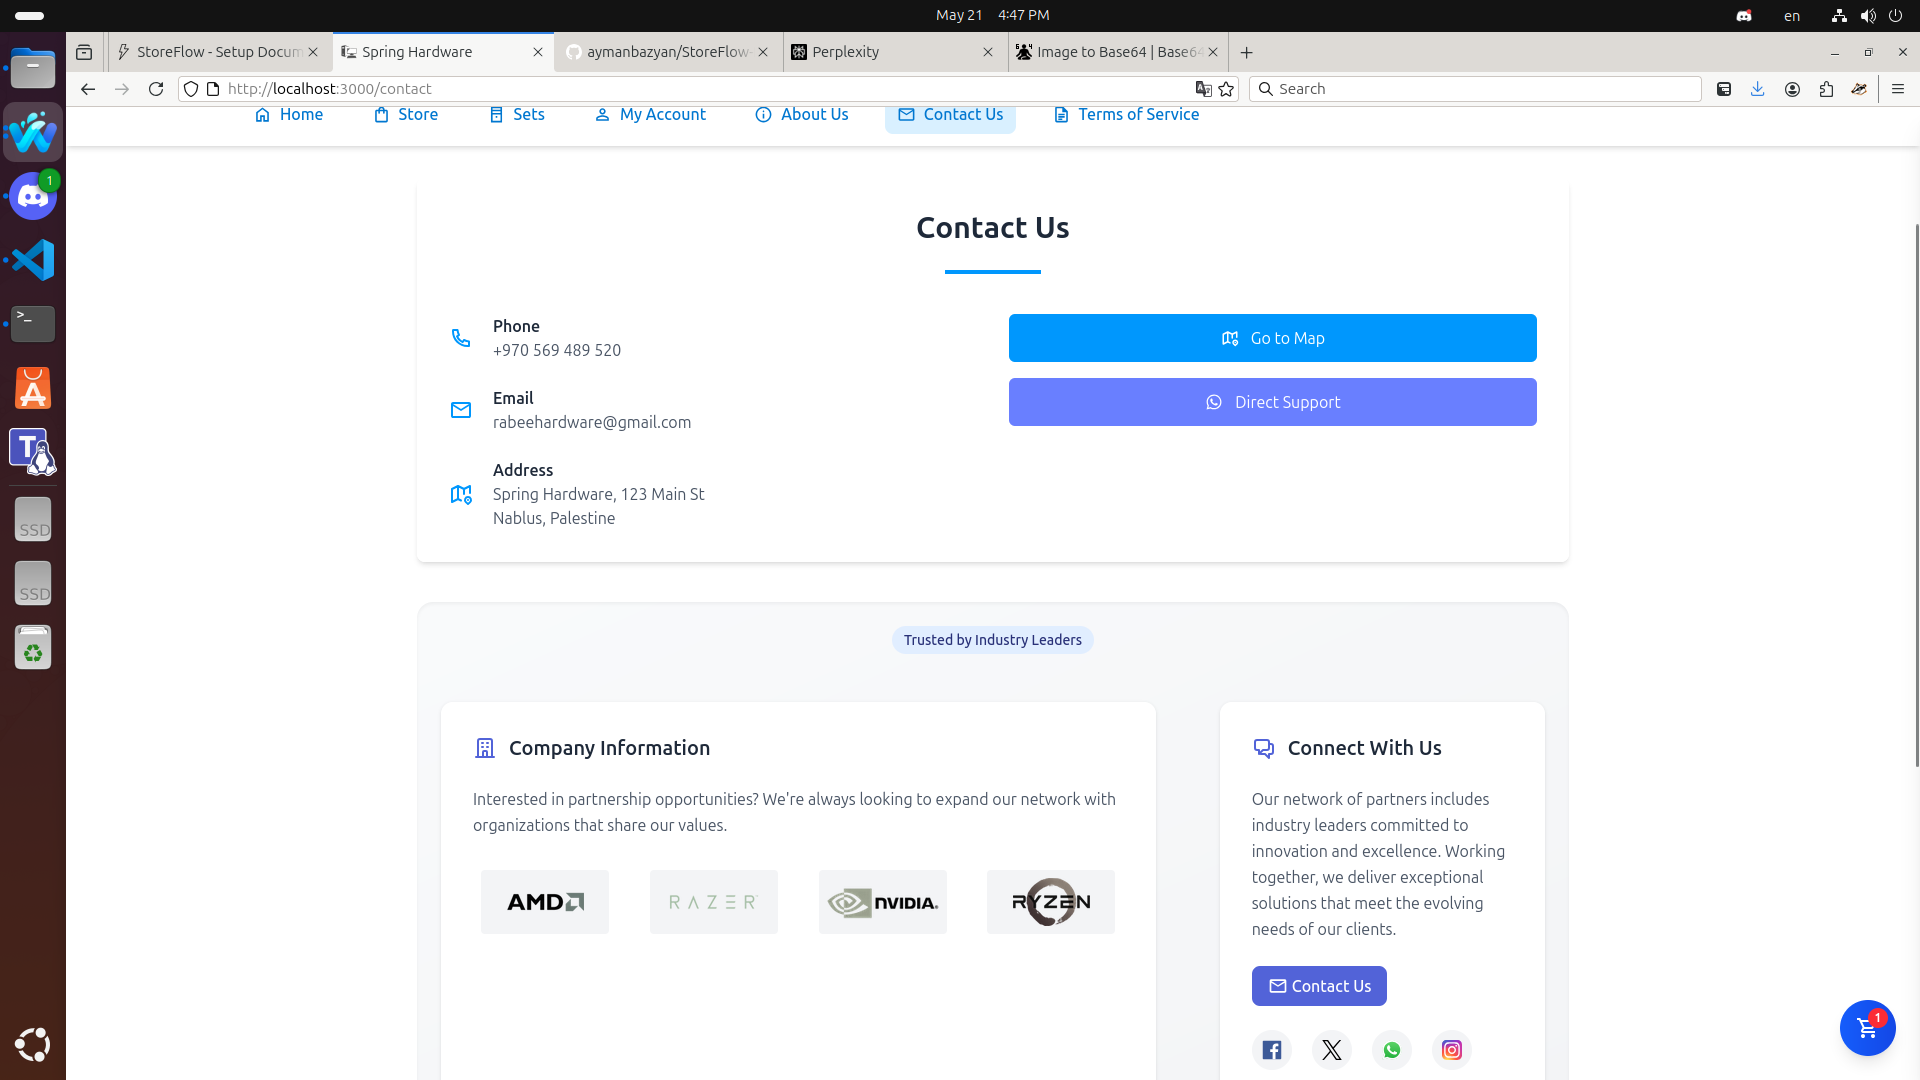 May 21 4:47 PM
en
StoreFlow - Setup Docum
Spring Hardware
aymanbazyan/StoreFlow-
Perplexity
Image to Base64 | Base64
http://localhost:3000/contact
Search
Home
Store
Sets
My Account
About Us
Contact Us
Terms of Service
1
>_
SSD
SSD
Contact Us
Phone
+970 569 489 520
Email
rabeehardware@gmail.com
Address
Spring Hardware, 123 Main St
Nablus, Palestine
Go to Map
Direct Support
Trusted by Industry Leaders
Company Information
Interested in partnership opportunities? We're always looking to expand our network with
organizations that share our values.
AMD
RAZER
NVIDIA.
RYZEN
Connect With Us
Our network of partners includes
industry leaders committed to
innovation and excellence. Working
together, we deliver exceptional
solutions that meet the evolving
needs of our clients.
Contact Us
1